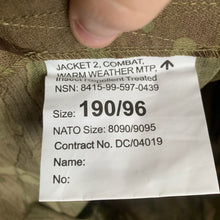 JACKET 2, COMBAT,
WARM WEATHER MTP,
Insect Repellent Treated
NSN: 8415-99-597-0439
Size: 190/96
NATO Size: 8090/9095
Contract No. DC/04019
Name:
No: